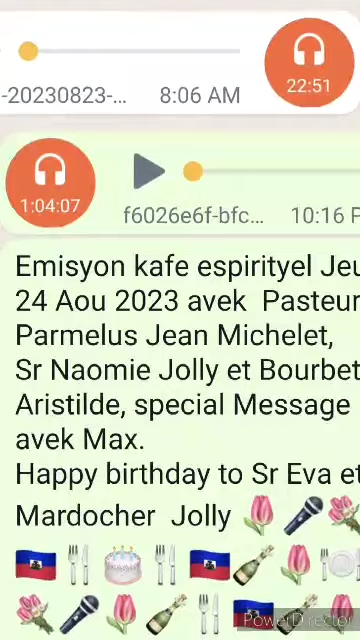 22:51
-20230823-... 8:06 AM
1:04:07
f6026e6f-bfc... 10:16 P
Emisyon kafe espirityel Jeu
24 Aou 2023 avek Pasteur
Parmelus Jean Michelet,
Sr Naomie Jolly et Bourbet
Aristilde, special Message
avek Max.
Happy birthday to Sr Eva et
Mardocher Jolly 🌷🎤💐
🇭🇹🍴🎂🍴🇭🇹🍾🌷🍽
💐🎤🌷🍾🍴🇭🇹🍾🌷
PowerDirector